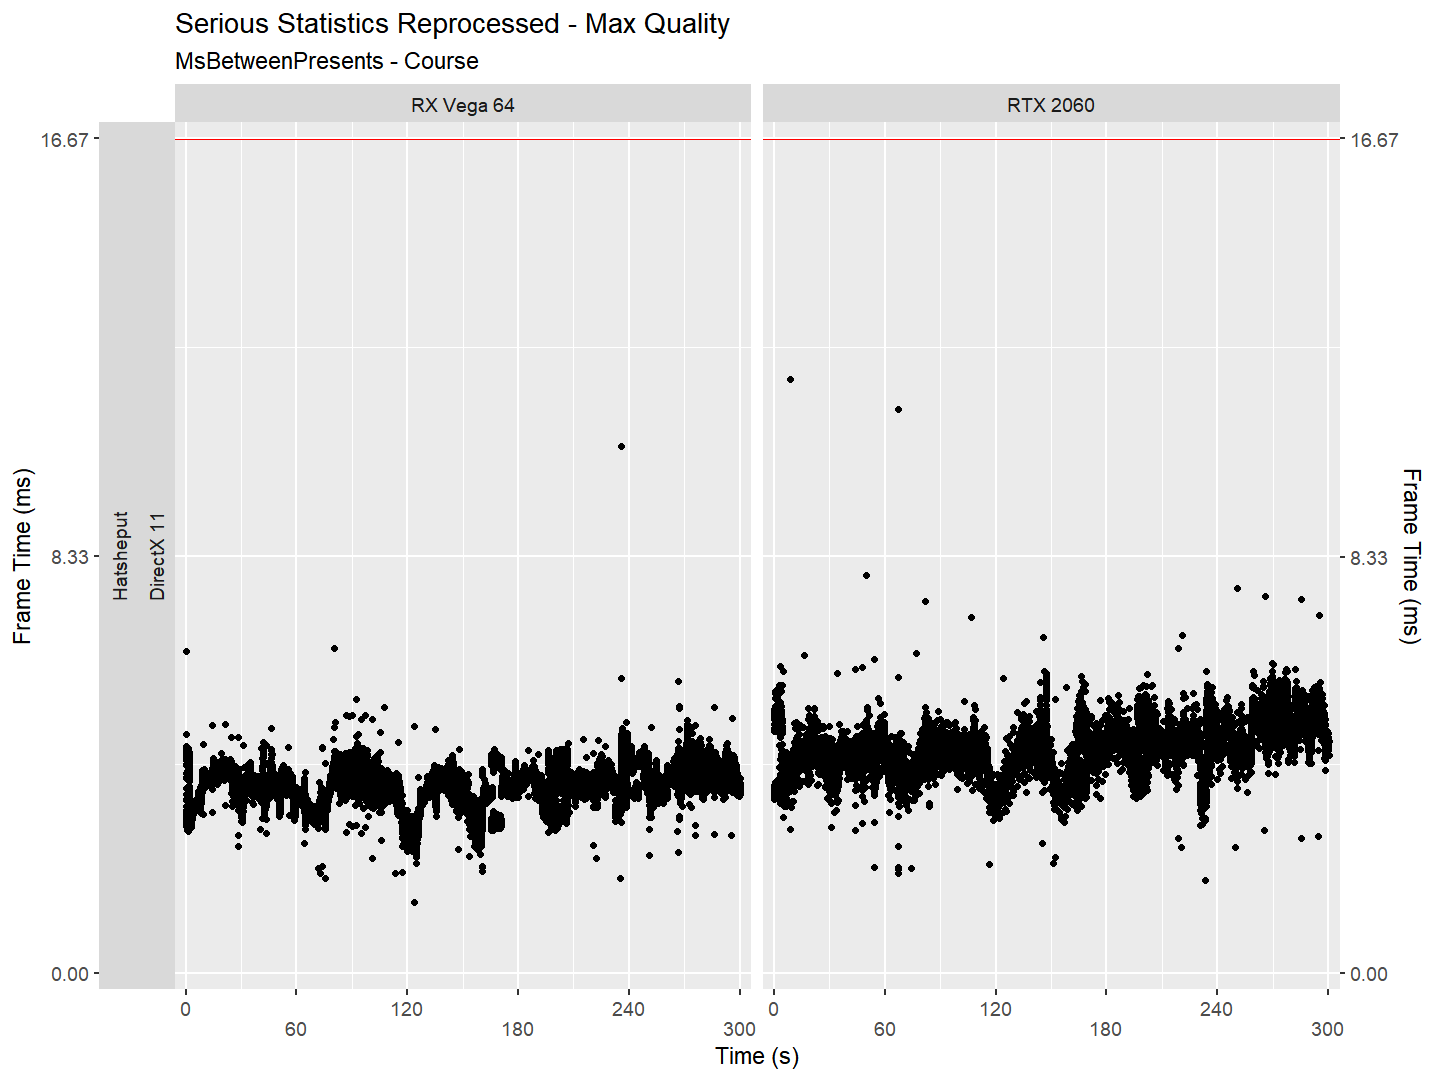 Serious Statistics Reprocessed - Max Quality
MsBetweenPresents - Course
RX Vega 64
RTX 2060
16.67
8.33
0.00
Frame Time (ms)
Hatsheput
DirectX 11
16.67
8.33
0.00
Frame Time (ms)
0
60
120
180
240
300
0
60
120
180
240
300
Time (s)